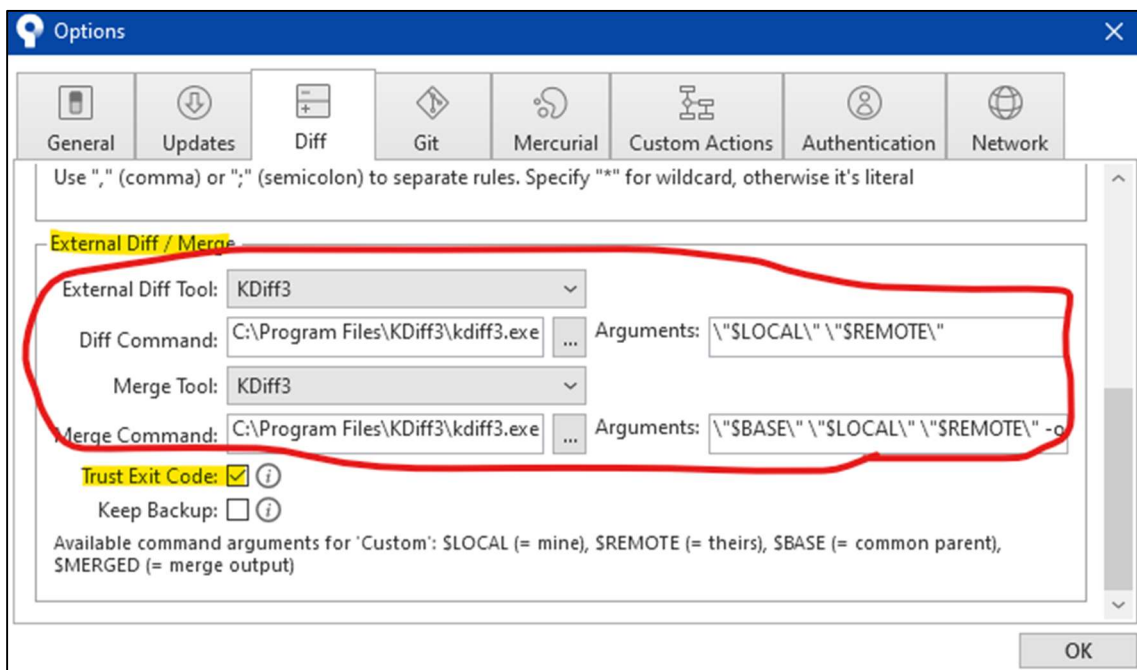 Options
General Updates Diff Git Mercurial Custom Actions Authentication Network
Use "," (comma) or ";" (semicolon) to separate rules. Specify "*" for wildcard, otherwise it's literal
External Diff / Merge
External Diff Tool: KDiff3
Diff Command: C:\Program Files\KDiff3\kdiff3.exe ... Arguments: \"$LOCAL\" \"$REMOTE\"
Merge Tool: KDiff3
Merge Command: C:\Program Files\KDiff3\kdiff3.exe ... Arguments: \"$BASE\" \"$LOCAL\" \"$REMOTE\" -o
Trust Exit Code:
Keep Backup:
Available command arguments for 'Custom': $LOCAL (= mine), $REMOTE (= theirs), $BASE (= common parent),
$MERGED (= merge output)
OK